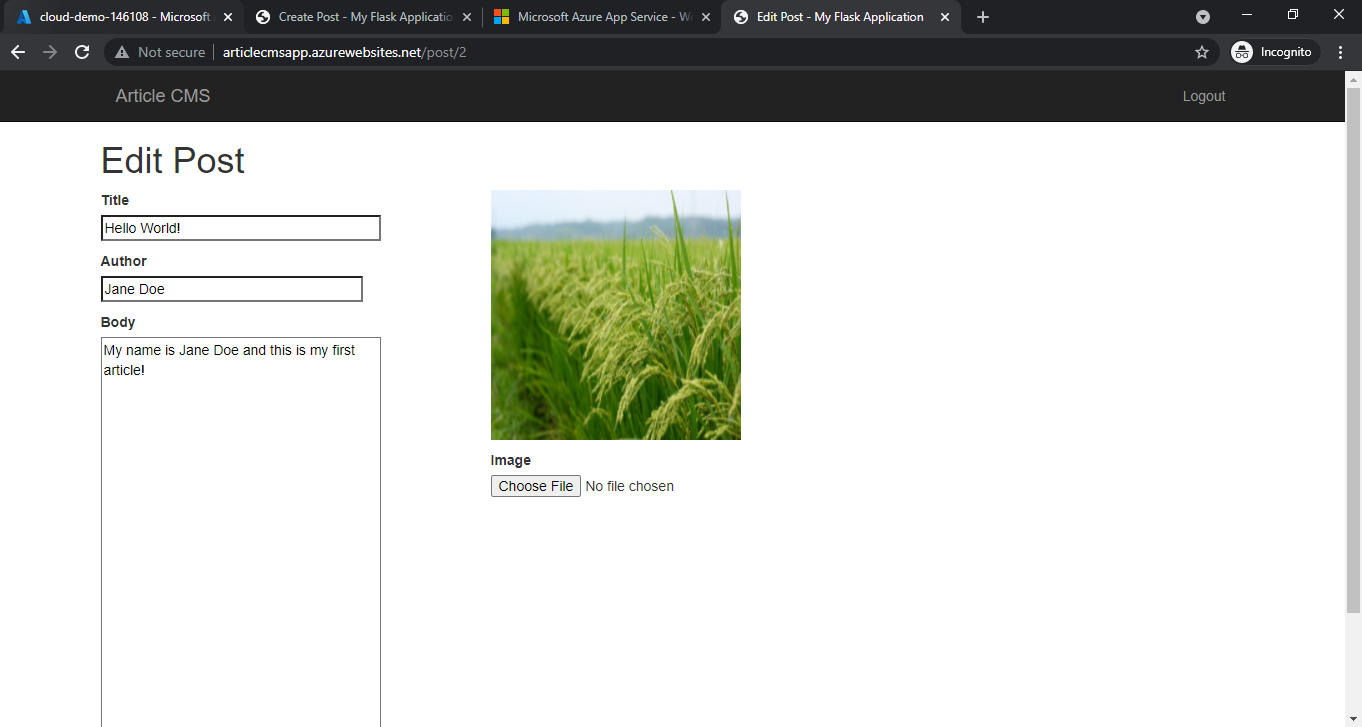 cloud-demo-146108 - Microsoft
Create Post - My Flask Applicatio
Microsoft Azure App Service - We
Edit Post - My Flask Application
Not secure
articlecmsapp.azurewebsites.net/post/2
Incognito
Article CMS
Logout
Edit Post
Title
Hello World!
Author
Jane Doe
Body
My name is Jane Doe and this is my first
article!
Image
Choose File No file chosen